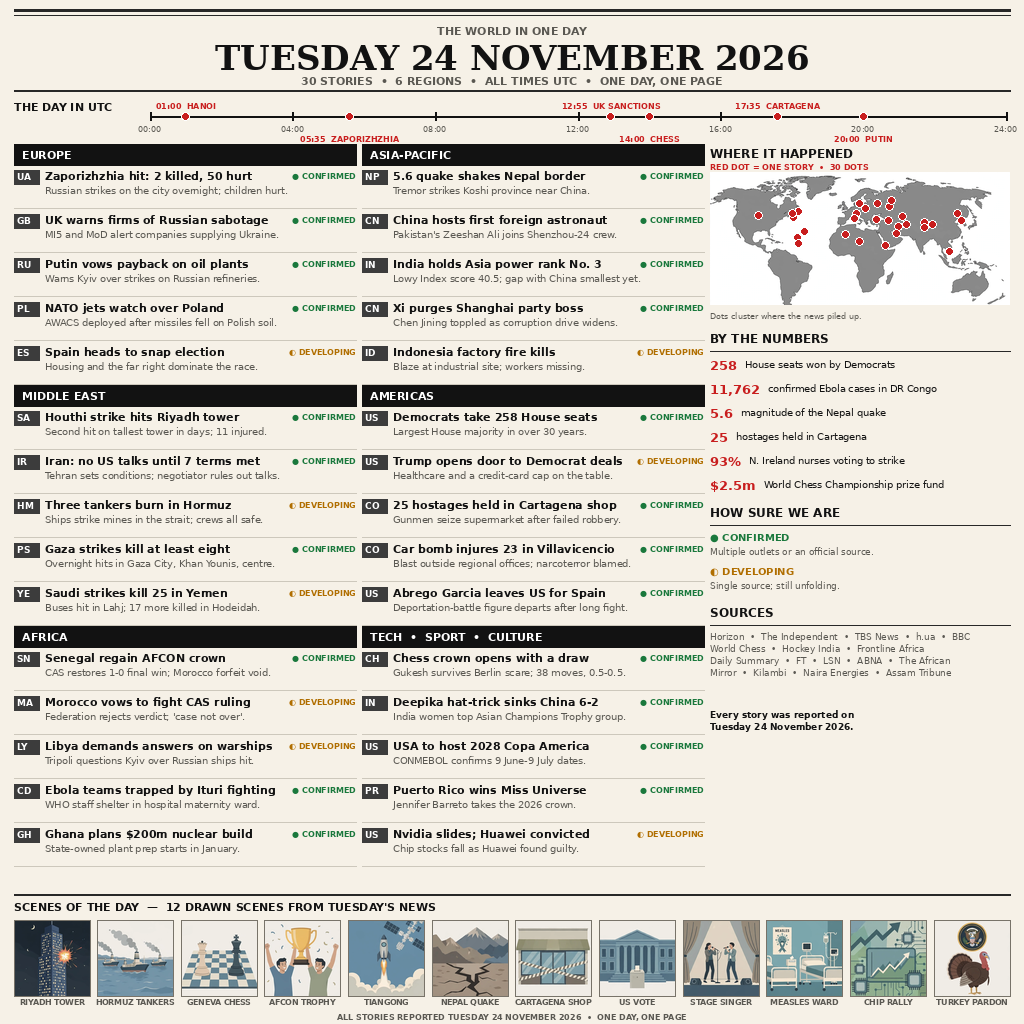 THE WORLD IN ONE DAY
TUESDAY 24 NOVEMBER 2026
30 STORIES • 6 REGIONS • ALL TIMES UTC • ONE DAY, ONE PAGE
THE DAY IN UTC
01:00 HANOI
12:55 UK SANCTIONS
17:35 CARTAGENA
00:00
04:00
08:00
12:00
16:00
20:00
24:00
05:35 ZAPORIZHZHIA
14:00 CHESS
20:00 PUTIN
EUROPE
UA Zaporizhzhia hit: 2 killed, 50 hurt ● CONFIRMED
Russian strikes on the city overnight; children hurt.
GB UK warns firms of Russian sabotage ● CONFIRMED
MI5 and MoD alert companies supplying Ukraine.
RU Putin vows payback on oil plants ● CONFIRMED
Warns Kyiv over strikes on Russian refineries.
PL NATO jets watch over Poland ● CONFIRMED
AWACS deployed after missiles fell on Polish soil.
ES Spain heads to snap election ◐ DEVELOPING
Housing and the far right dominate the race.
ASIA-PACIFIC
NP 5.6 quake shakes Nepal border ● CONFIRMED
Tremor strikes Koshi province near China.
CN China hosts first foreign astronaut ● CONFIRMED
Pakistan's Zeeshan Ali joins Shenzhou-24 crew.
IN India holds Asia power rank No. 3 ● CONFIRMED
Lowy Index score 40.5; gap with China smallest yet.
CN Xi purges Shanghai party boss ● CONFIRMED
Chen Jining toppled as corruption drive widens.
ID Indonesia factory fire kills ◐ DEVELOPING
Blaze at industrial site; workers missing.
MIDDLE EAST
SA Houthi strike hits Riyadh tower ● CONFIRMED
Second hit on tallest tower in days; 11 injured.
IR Iran: no US talks until 7 terms met ● CONFIRMED
Tehran sets conditions; negotiator rules out talks.
HM Three tankers burn in Hormuz ◐ DEVELOPING
Ships strike mines in the strait; crews all safe.
PS Gaza strikes kill at least eight ● CONFIRMED
Overnight hits in Gaza City, Khan Younis, centre.
YE Saudi strikes kill 25 in Yemen ◐ DEVELOPING
Buses hit in Lahj; 17 more killed in Hodeidah.
AMERICAS
US Democrats take 258 House seats ● CONFIRMED
Largest House majority in over 30 years.
US Trump opens door to Democrat deals ◐ DEVELOPING
Healthcare and a credit-card cap on the table.
CO 25 hostages held in Cartagena shop ● CONFIRMED
Gunmen seize supermarket after failed robbery.
CO Car bomb injures 23 in Villavicencio ● CONFIRMED
Blast outside regional offices; narcoterror blamed.
US Abrego Garcia leaves US for Spain ● CONFIRMED
Deportation-battle figure departs after long fight.
AFRICA
SN Senegal regain AFCON crown ● CONFIRMED
CAS restores 1-0 final win; Morocco forfeit void.
MA Morocco vows to fight CAS ruling ◐ DEVELOPING
Federation rejects verdict; 'case not over'.
LY Libya demands answers on warships ◐ DEVELOPING
Tripoli questions Kyiv over Russian ships hit.
CD Ebola teams trapped by Ituri fighting ● CONFIRMED
WHO staff shelter in hospital maternity ward.
GH Ghana plans $200m nuclear build ● CONFIRMED
State-owned plant prep starts in January.
TECH • SPORT • CULTURE
CH Chess crown opens with a draw ● CONFIRMED
Gukesh survives Berlin scare; 38 moves, 0.5-0.5.
IN Deepika hat-trick sinks China 6-2 ● CONFIRMED
India women top Asian Champions Trophy group.
US USA to host 2028 Copa America ● CONFIRMED
CONMEBOL confirms 9 June-9 July dates.
PR Puerto Rico wins Miss Universe ● CONFIRMED
Jennifer Barreto takes the 2026 crown.
US Nvidia slides; Huawei convicted ◐ DEVELOPING
Chip stocks fall as Huawei found guilty.
WHERE IT HAPPENED
RED DOT = ONE STORY • 30 DOTS
Dots cluster where the news piled up.
BY THE NUMBERS
258 House seats won by Democrats
11,762 confirmed Ebola cases in DR Congo
5.6 magnitude of the Nepal quake
25 hostages held in Cartagena
93% N. Ireland nurses voting to strike
$2.5m World Chess Championship prize fund
HOW SURE WE ARE
● CONFIRMED
Multiple outlets or an official source.
◐ DEVELOPING
Single source; still unfolding.
SOURCES
Horizon • The Independent • TBS News • h.ua • BBC
World Chess • Hockey India • Frontline Africa
Daily Summary • FT • LSN • ABNA • The African
Mirror • Kilambi • Naira Energies • Assam Tribune
Every story was reported on
Tuesday 24 November 2026.
SCENES OF THE DAY — 12 DRAWN SCENES FROM TUESDAY'S NEWS
MEASLES
RIYADH TOWER
HORMUZ TANKERS
GENEVA CHESS
AFCON TROPHY
TIANGONG
NEPAL QUAKE
CARTAGENA SHOP
US VOTE
STAGE SINGER
MEASLES WARD
CHIP RALLY
TURKEY PARDON
ALL STORIES REPORTED TUESDAY 24 NOVEMBER 2026 • ONE DAY, ONE PAGE